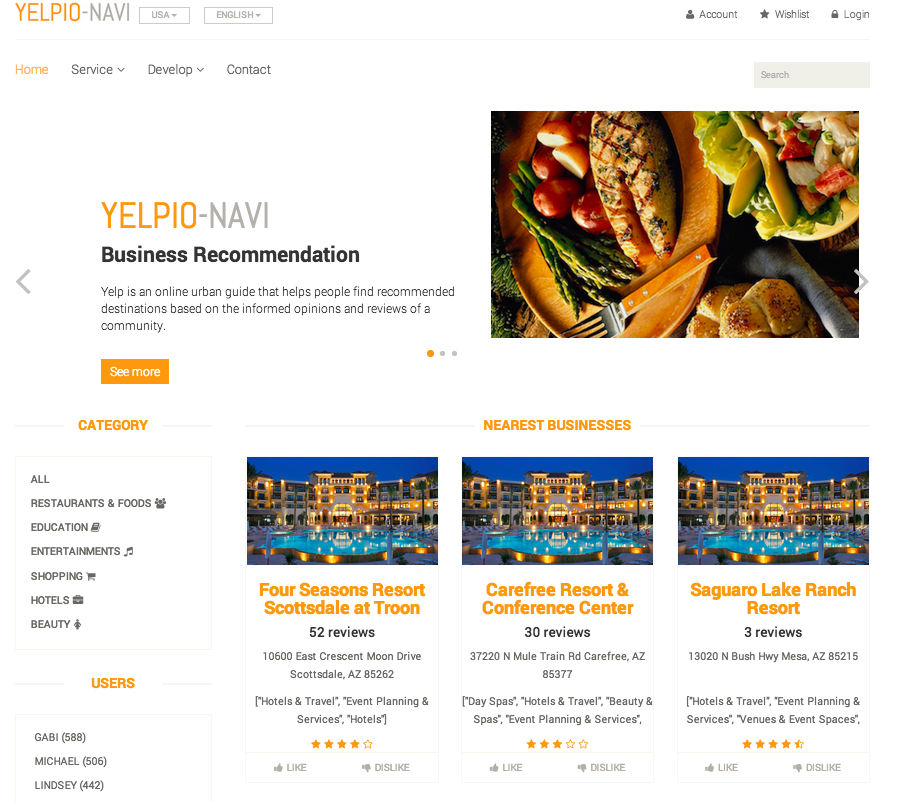 YELPIO-NAVI USA ENGLISH Account Wishlist Login
Home Service Develop Contact Search
YELPIO-NAVI
Business Recommendation
Yelp is an online urban guide that helps people find recommended
destinations based on the informed opinions and reviews of a
community.
See more
CATEGORY
ALL
RESTAURANTS & FOODS
EDUCATION
ENTERTAINMENTS
SHOPPING
HOTELS
BEAUTY
USERS
GABI (588)
MICHAEL (506)
LINDSEY (442)
NEAREST BUSINESSES
Four Seasons Resort
Scottsdale at Troon
52 reviews
10600 East Crescent Moon Drive
Scottsdale, AZ 85262
["Hotels & Travel", "Event Planning &
Services", "Hotels"]
LIKE DISLIKE
Carefree Resort &
Conference Center
30 reviews
37220 N Mule Train Rd Carefree, AZ
85377
["Day Spas", "Hotels & Travel", "Beauty &
Spas", "Event Planning & Services",
LIKE DISLIKE
Saguaro Lake Ranch
Resort
3 reviews
13020 N Bush Hwy Mesa, AZ 85215
["Hotels & Travel", "Event Planning &
Services", "Venues & Event Spaces",
LIKE DISLIKE